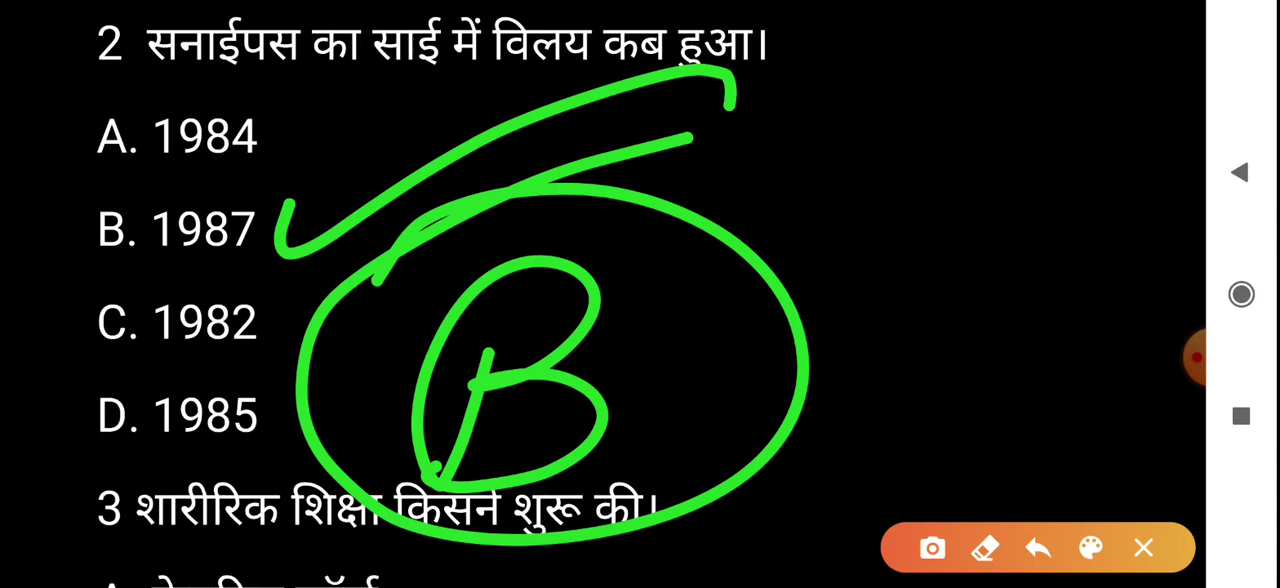 2 सनाईपस का साई में विलय कब हुआ।
A. 1984
B. 1987
C. 1982
D. 1985
B
3 शारीरिक शिक्षा किसने शुरू की।